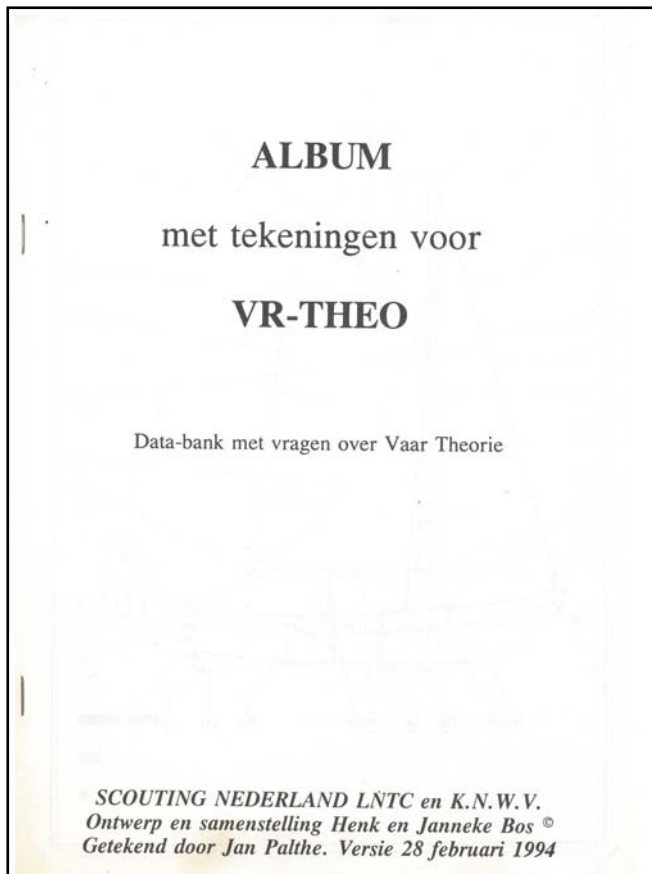 ALBUM
met tekeningen voor
VR-THEO
Data-bank met vragen over Vaar Theorie
SCOUTING NEDERLAND LNTC en K.N.W.V.
Ontwerp en samenstelling Henk en Janneke Bos ©
Getekend door Jan Palthe. Versie 28 februari 1994